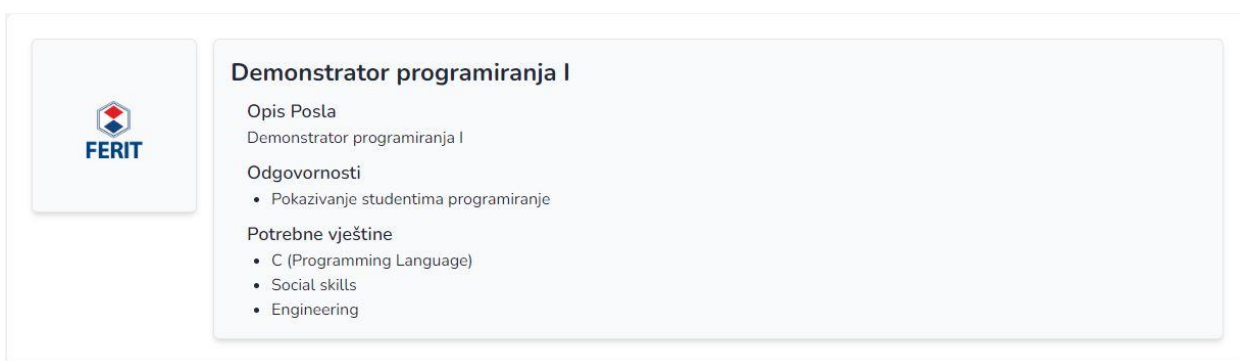 FERIT
Demonstrator programiranja I
Opis Posla
Demonstrator programiranja I
Odgovornosti
• Pokazivanje studentima programiranje
Potrebne vještine
• C (Programming Language)
• Social skills
• Engineering